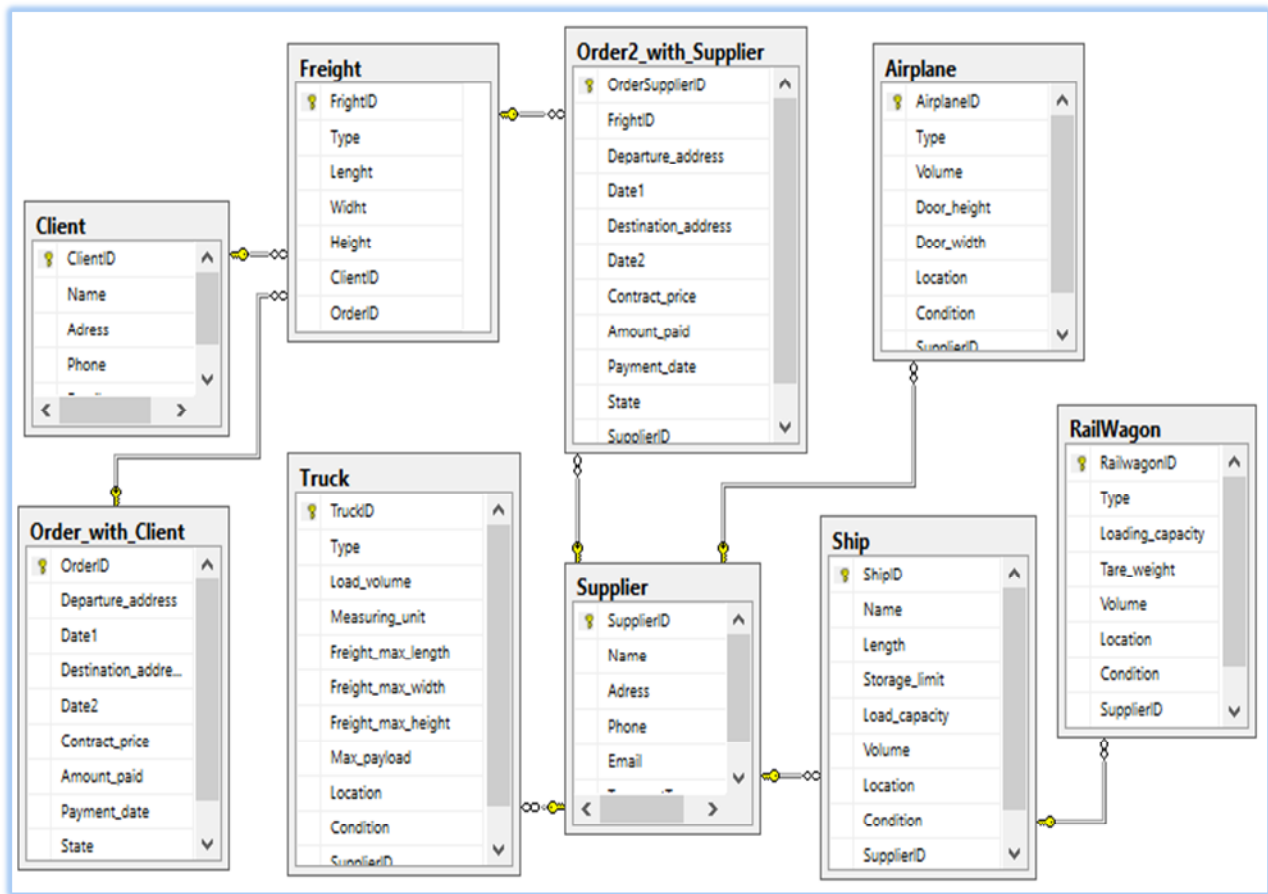 Client
ClientID
Name
Adress
Phone
Freight
FrightID
Type
Lenght
Widht
Height
ClientID
OrderID
Order2_with_Supplier
OrderSupplierID
FrightID
Departure_address
Date1
Destination_address
Date2
Contract_price
Amount_paid
Payment_date
State
SupplierID
Airplane
AirplaneID
Type
Volume
Door_height
Door_width
Location
Condition
SupplierID
Order_with_Client
OrderID
Departure_address
Date1
Destination_addre...
Date2
Contract_price
Amount_paid
Payment_date
State
Truck
TruckID
Type
Load_volume
Measuring_unit
Freight_max_length
Freight_max_width
Freight_max_height
Max_payload
Location
Condition
SupplierID
Supplier
SupplierID
Name
Adress
Phone
Email
Ship
ShipID
Name
Length
Storage_limit
Load_capacity
Volume
Location
Condition
SupplierID
RailWagon
RailwagonID
Type
Loading_capacity
Tare_weight
Volume
Location
Condition
SupplierID